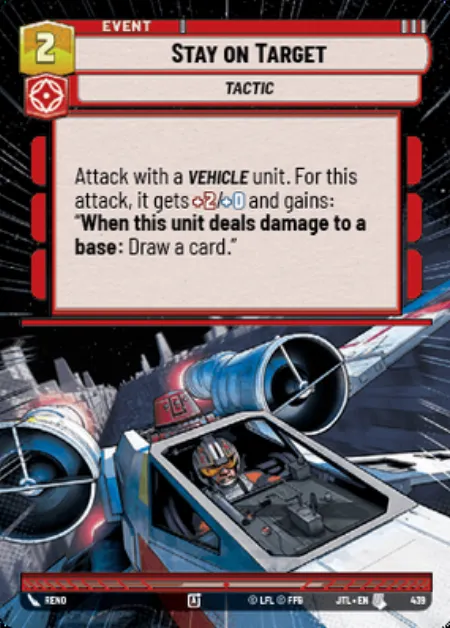 EVENT
2
STAY ON TARGET
TACTIC
Attack with a VEHICLE unit. For this
attack, it gets +2/+0 and gains:
"When this unit deals damage to a
base: Draw a card."
RENO
© LFL © FFG
JTL • EN
439